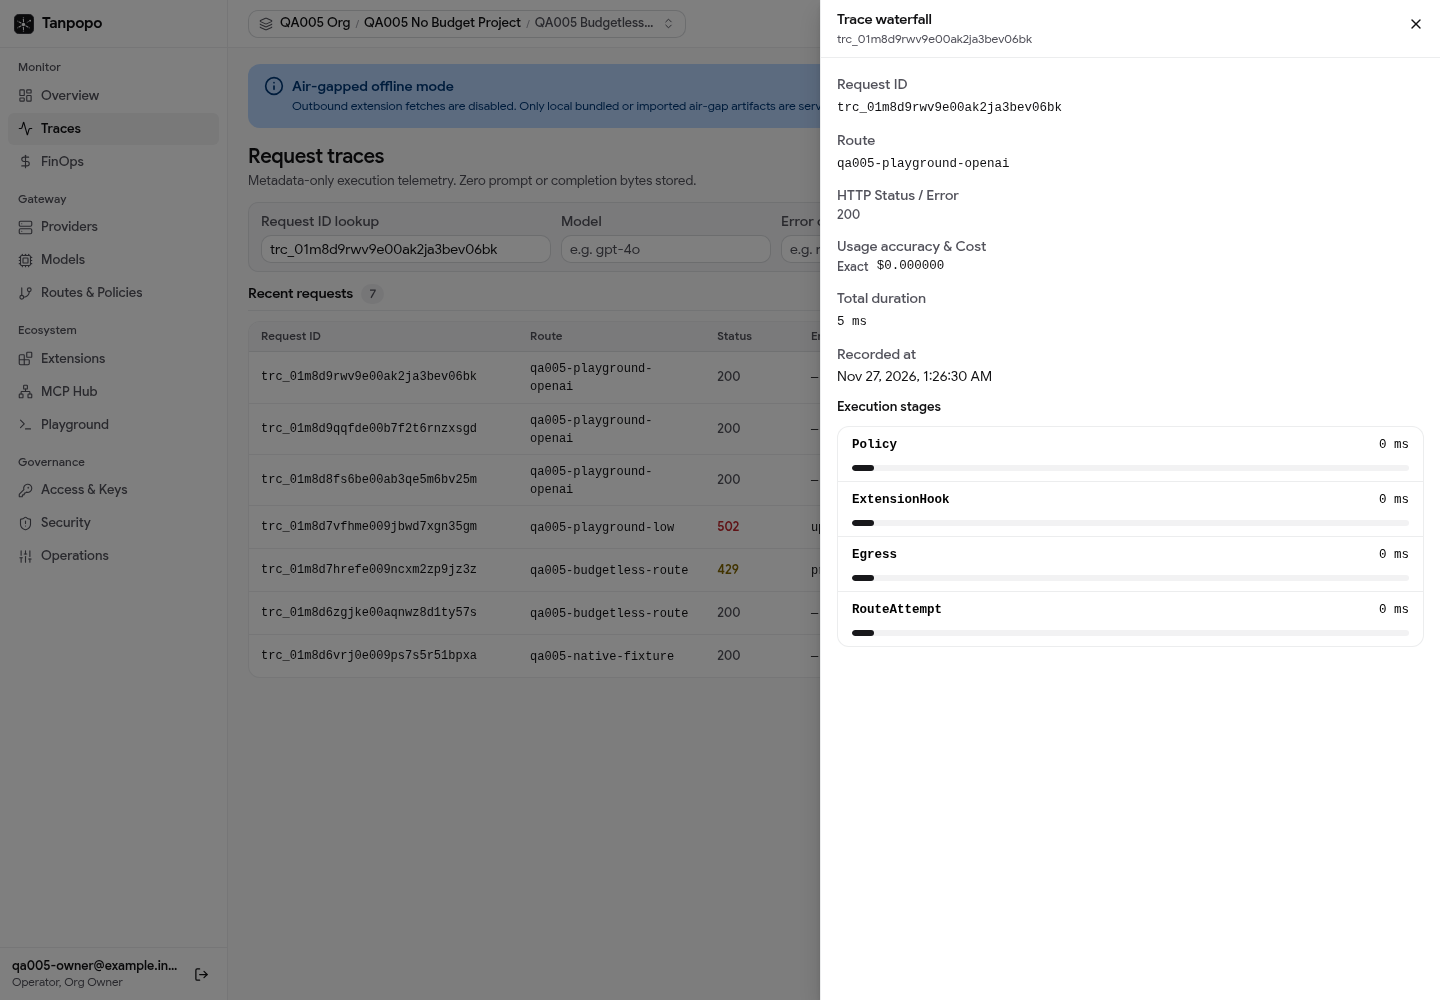 Tanpopo
Monitor
Overview
Traces
FinOps
Gateway
Providers
Models
Routes & Policies
Ecosystem
Extensions
MCP Hub
Playground
Governance
Access & Keys
Security
Operations
qa005-owner@example.in...
Operator, Org Owner
QA005 Org / QA005 No Budget Project / QA005 Budgetless...
Air-gapped offline mode
Outbound extension fetches are disabled. Only local bundled or imported air-gap artifacts are serv
Request traces
Metadata-only execution telemetry. Zero prompt or completion bytes stored.
Request ID lookup Model Error
trc_01m8d9rwv9e00ak2ja3bev06bk e.g. gpt-4o e.g.
Recent requests 7
Request ID Route Status
trc_01m8d9rwv9e00ak2ja3bev06bk qa005-playground-openai 200 —
trc_01m8d9qqfde00b7f2t6rnzxsgd qa005-playground-openai 200 —
trc_01m8d8fs6be00ab3qe5m6bv25m qa005-playground-openai 200 —
trc_01m8d7vfhme009jbwd7xgn35gm qa005-playground-low 502
trc_01m8d7hrefe009ncxm2zp9jz3z qa005-budgetless-route 429
trc_01m8d6zgjke00aqnwz8d1ty57s qa005-budgetless-route 200 —
trc_01m8d6vrj0e009ps7s5r51bpxa qa005-native-fixture 200 —
Trace waterfall
trc_01m8d9rwv9e00ak2ja3bev06bk
Request ID
trc_01m8d9rwv9e00ak2ja3bev06bk
Route
qa005-playground-openai
HTTP Status / Error
200
Usage accuracy & Cost
Exact $0.000000
Total duration
5 ms
Recorded at
Nov 27, 2026, 1:26:30 AM
Execution stages
Policy 0 ms
ExtensionHook 0 ms
Egress 0 ms
RouteAttempt 0 ms